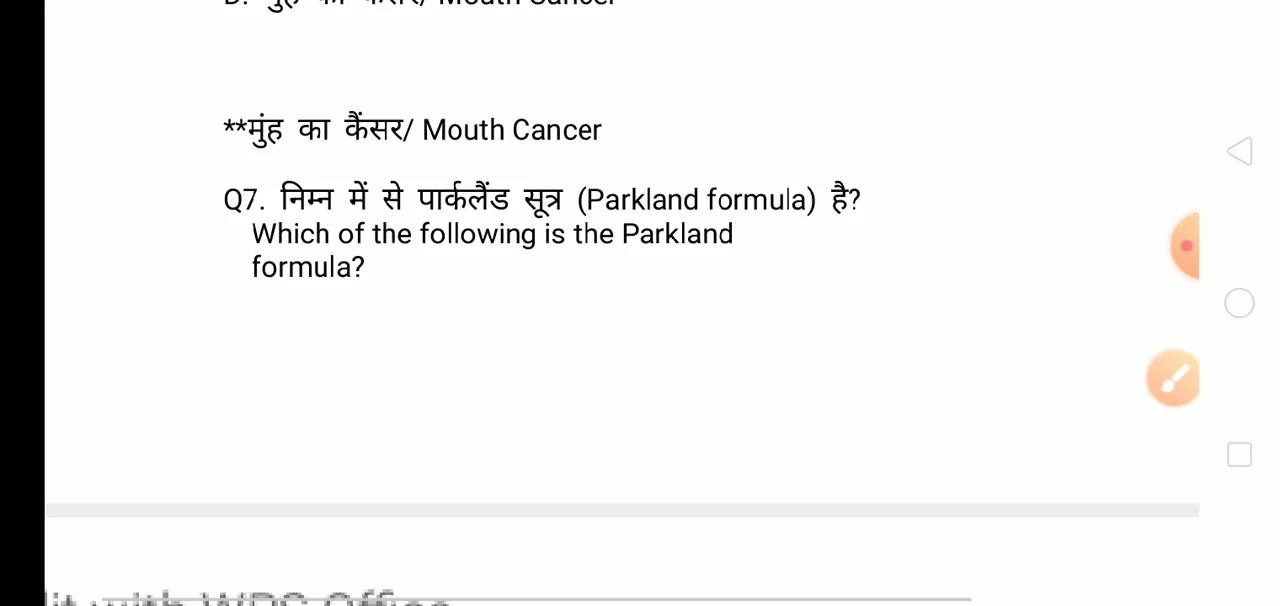 **मुंह का कैंसर/ Mouth Cancer
Q7. निम्न में से पार्कलैंड सूत्र (Parkland formula) है?
Which of the following is the Parkland
formula?